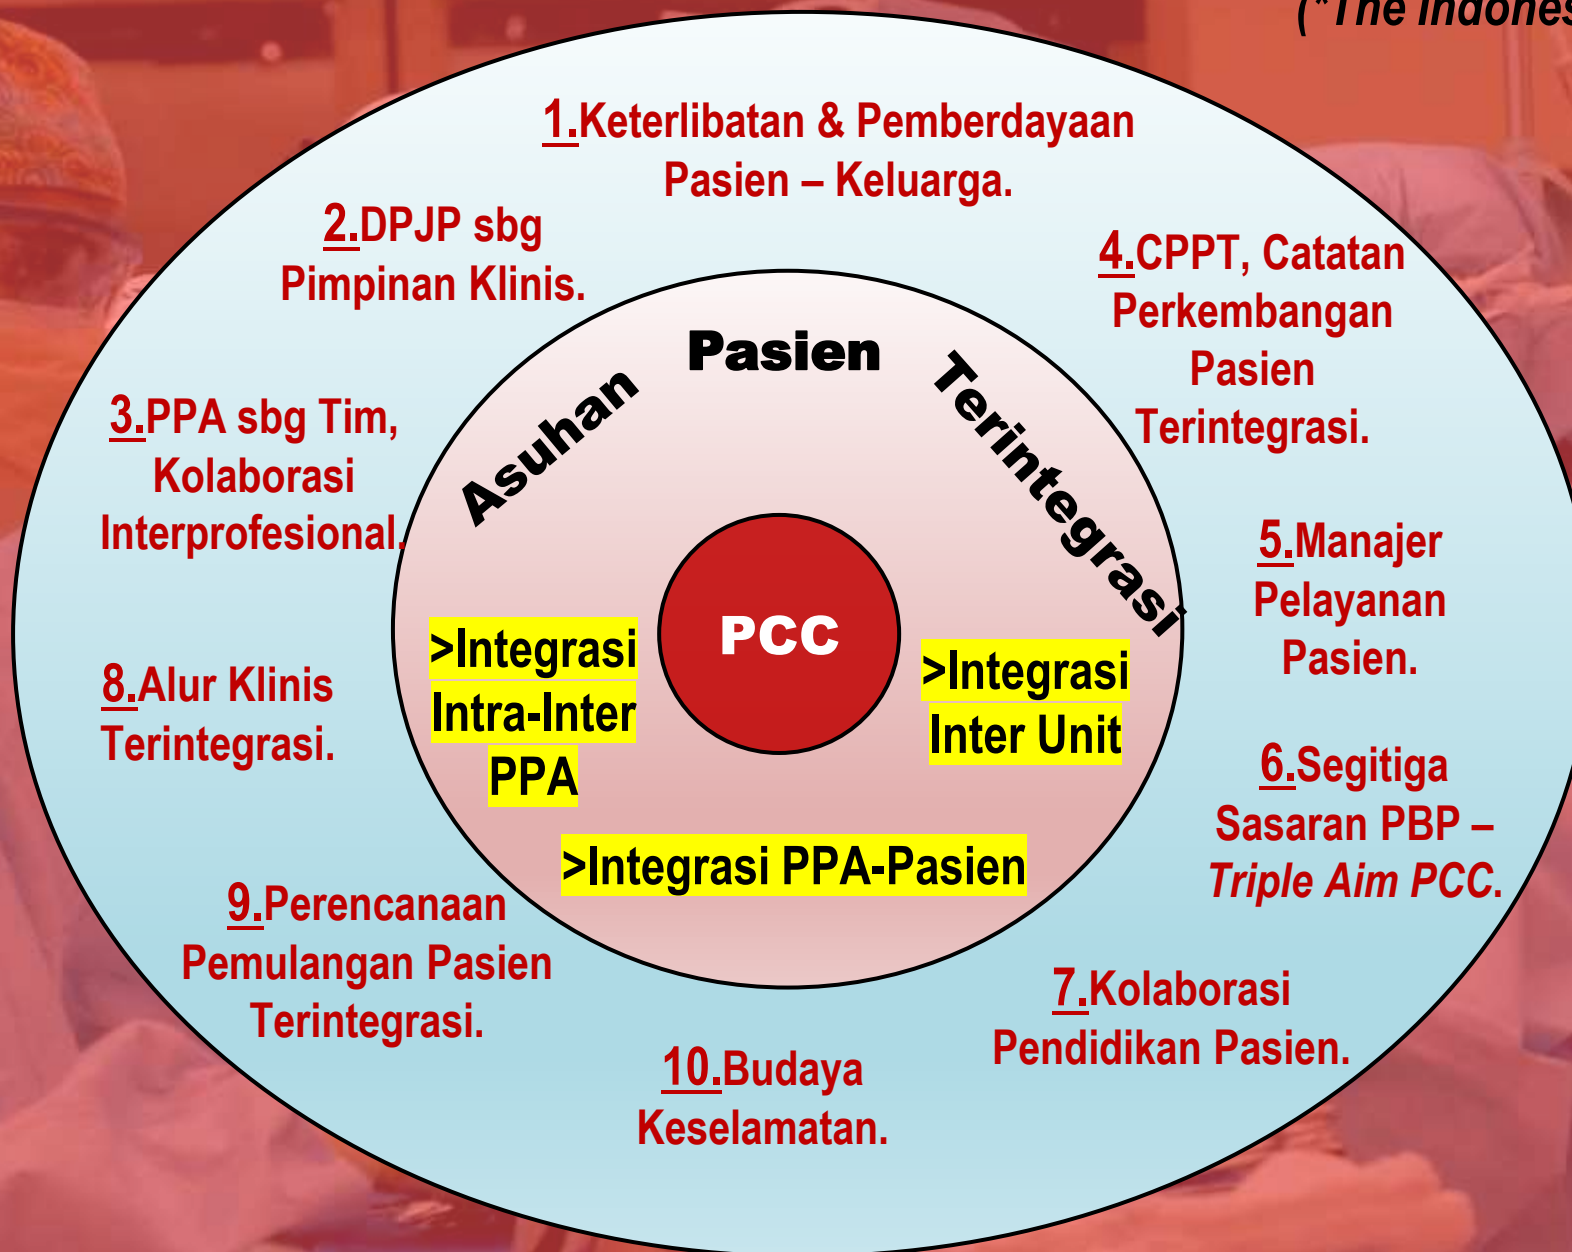 (*The Indones
1.Keterlibatan & Pemberdayaan
Pasien – Keluarga.
2.DPJP sbg
Pimpinan Klinis.
3.PPA sbg Tim,
Kolaborasi
Interprofesional.
4.CPPT, Catatan
Perkembangan
Pasien
Terintegrasi.
5.Manajer
Pelayanan
Pasien.
6.Segitiga
Sasaran PBP –
Triple Aim PCC.
7.Kolaborasi
Pendidikan Pasien.
8.Alur Klinis
Terintegrasi.
9.Perencanaan
Pemulangan Pasien
Terintegrasi.
10.Budaya
Keselamatan.
Asuhan Pasien Terintegrasi
PCC
>Integrasi
Intra-Inter
PPA
>Integrasi
Inter Unit
>Integrasi PPA-Pasien